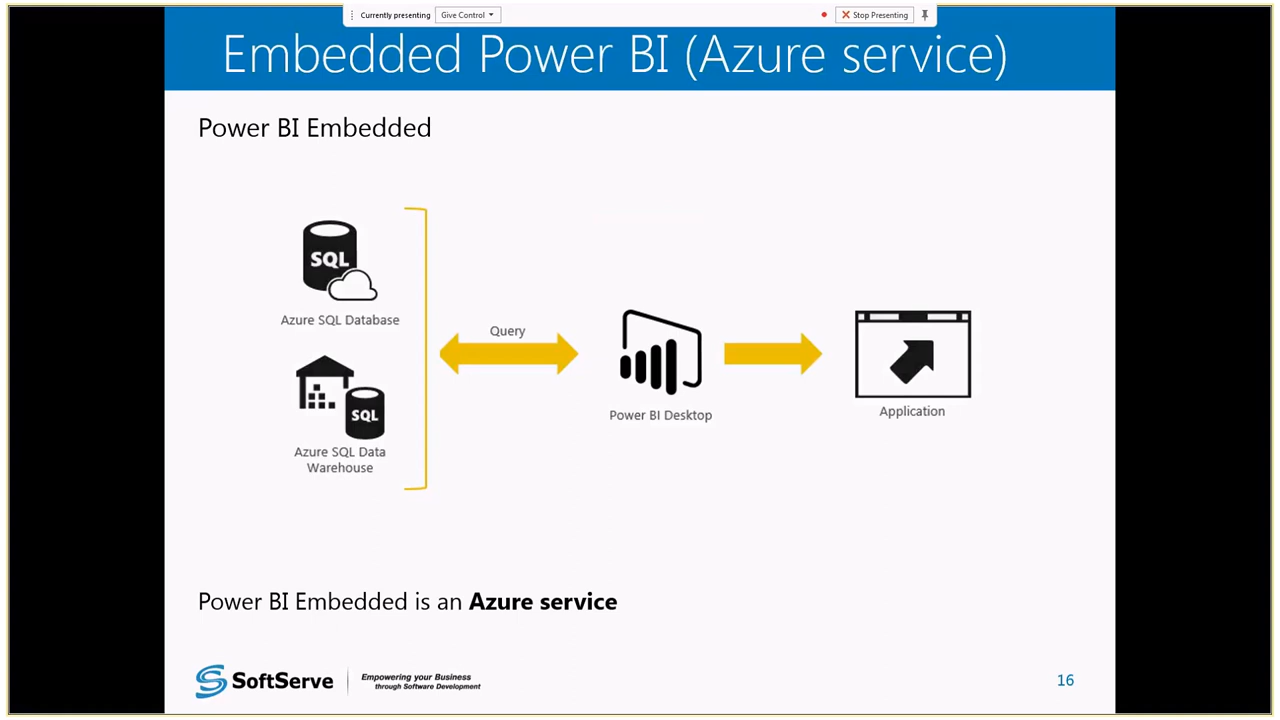 Currently presenting
Give Control
Stop Presenting
Embedded Power BI (Azure service)
Power BI Embedded
SQL
Azure SQL Database
SQL
Azure SQL Data
Warehouse
Query
Power BI Desktop
Application
Power BI Embedded is an Azure service
SoftServe
Empowering your Business
through Software Development
16